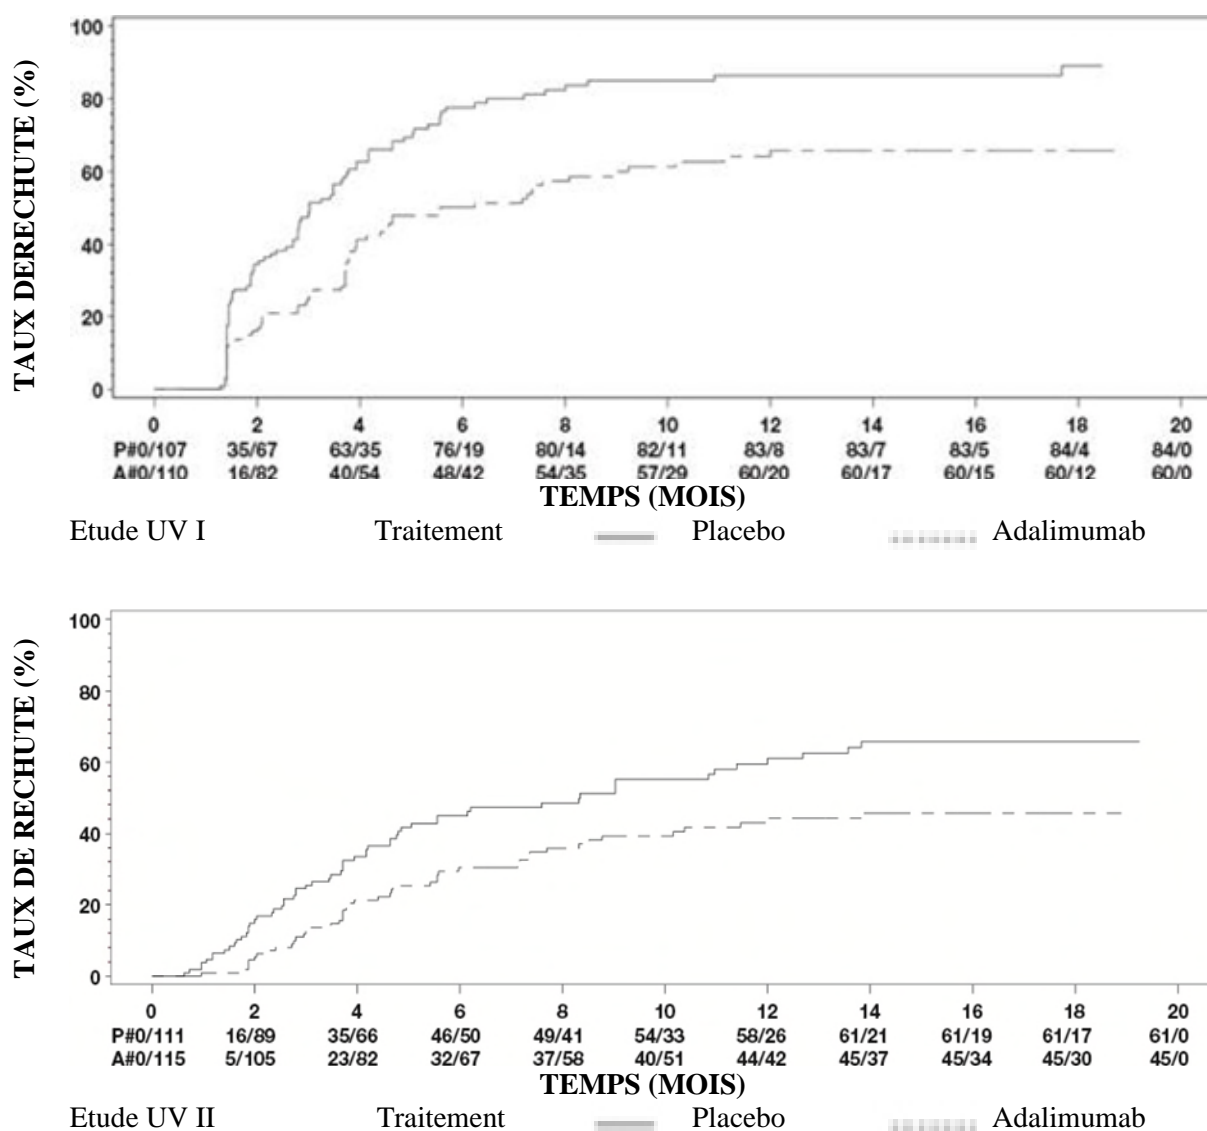 TAUX DERECHUTE (%)
100
80
60
40
20
0
0 2 4 6 8 10 12 14 16 18 20
P#0/107 35/67 63/35 76/19 80/14 82/11 83/8 83/7 83/5 84/4 84/0
A#0/110 16/82 40/54 48/42 54/35 57/29 60/20 60/17 60/15 60/12 60/0
TEMPS (MOIS)
Etude UV I Traitement Placebo Adalimumab
TAUX DE RECHUTE (%)
100
80
60
40
20
0
0 2 4 6 8 10 12 14 16 18 20
P#0/111 16/89 35/66 46/50 49/41 54/33 58/26 61/21 61/19 61/17 61/0
A#0/115 5/105 23/82 32/67 37/58 40/51 44/42 45/37 45/34 45/30 45/0
TEMPS (MOIS)
Etude UV II Traitement Placebo Adalimumab